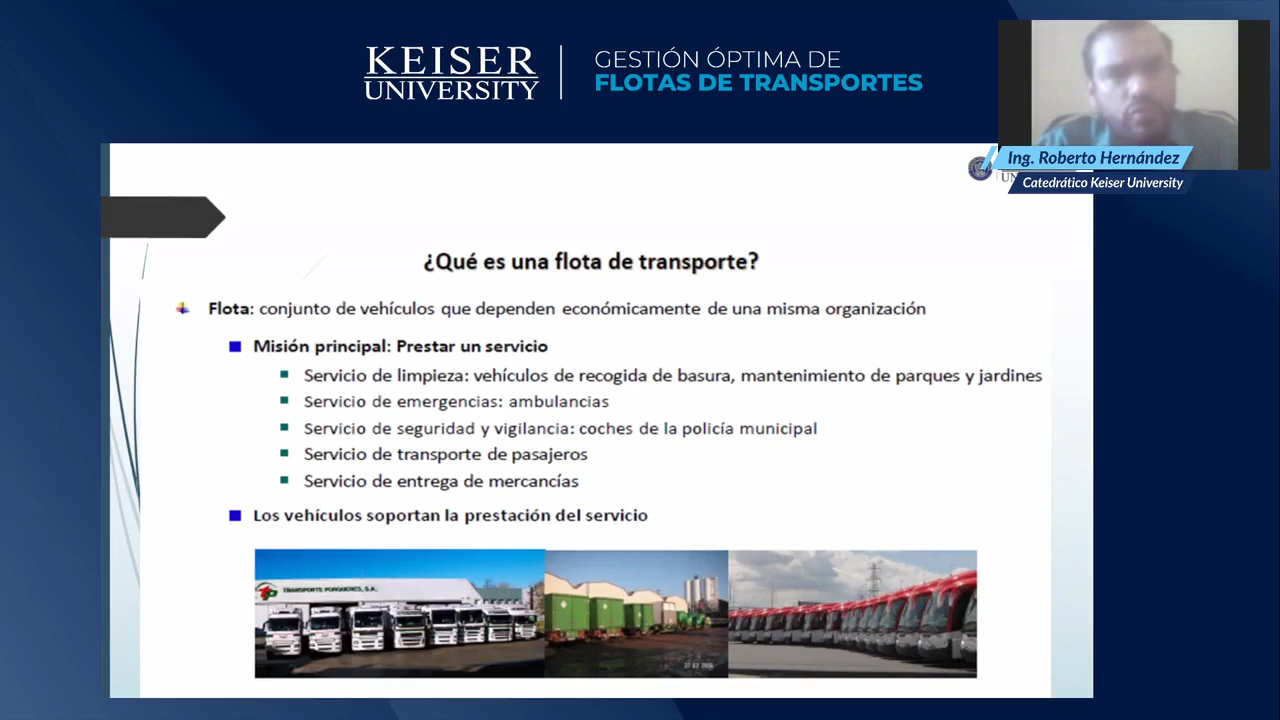 KEISER
UNIVERSITY
GESTIÓN ÓPTIMA DE
FLOTAS DE TRANSPORTES
Ing. Roberto Hernández
Catedrático Keiser University
¿Qué es una flota de transporte?
Flota: conjunto de vehículos que dependen económicamente de una misma organización
Misión principal: Prestar un servicio
Servicio de limpieza: vehículos de recogida de basura, mantenimiento de parques y jardines
Servicio de emergencias: ambulancias
Servicio de seguridad y vigilancia: coches de la policía municipal
Servicio de transporte de pasajeros
Servicio de entrega de mercancías
Los vehículos soportan la prestación del servicio
TRANSPORTE PORQUERES, S.A.